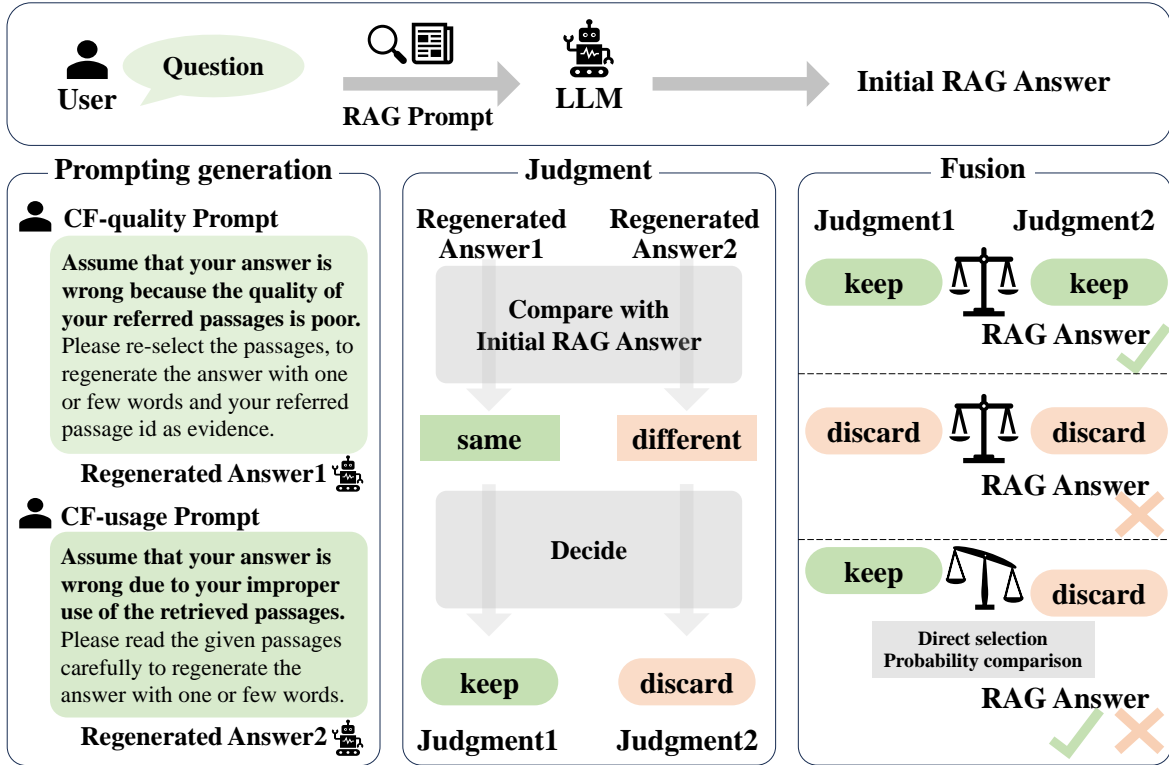 Question
User
RAG Prompt
LLM
Initial RAG Answer
Prompting generation
CF-quality Prompt
Assume that your answer is
wrong because the quality of
your referred passages is poor.
Please re-select the passages, to
regenerate the answer with one
or few words and your referred
passage id as evidence.
Regenerated Answer1
CF-usage Prompt
Assume that your answer is
wrong due to your improper
use of the retrieved passages.
Please read the given passages
carefully to regenerate the
answer with one or few words.
Regenerated Answer2
Judgment
Regenerated
Answer1
Regenerated
Answer2
Compare with
Initial RAG Answer
same
different
Decide
keep
discard
Judgment1
Judgment2
Fusion
Judgment1
Judgment2
keep
keep
RAG Answer
discard
discard
RAG Answer
keep
discard
Direct selection
Probability comparison
RAG Answer